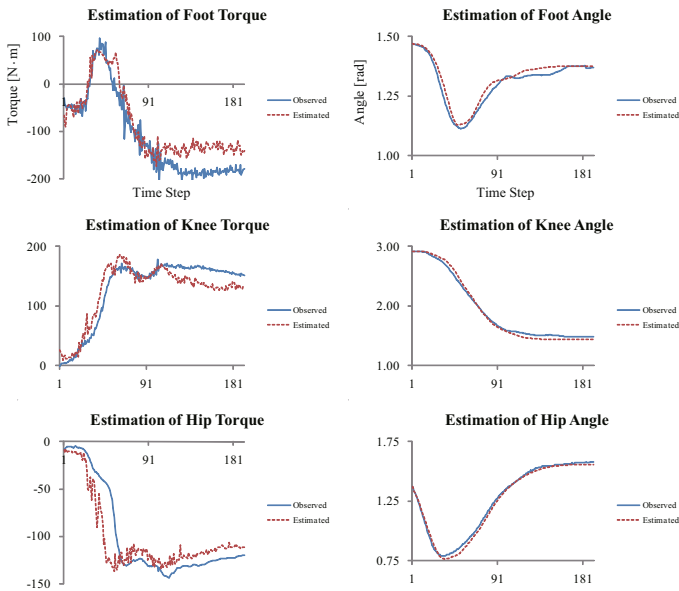 Estimation of Foot Torque
100
0
-100
-200
Torque [N·m]
1
91
181
Time Step
Observed
Estimated
Estimation of Foot Angle
1.50
1.25
1.00
Angle [rad]
1
91
181
Time Step
Observed
Estimated
Estimation of Knee Torque
200
100
0
1
91
181
Observed
Estimated
Estimation of Knee Angle
3.00
2.00
1.00
1
91
181
Observed
Estimated
Estimation of Hip Torque
0
-50
-100
-150
1
91
181
Observed
Estimated
Estimation of Hip Angle
1.75
1.25
0.75
1
91
181
Observed
Estimated